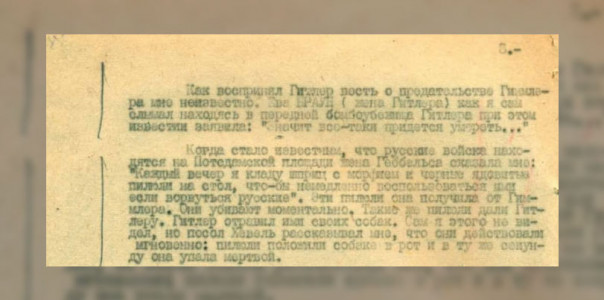 5.-
Как воспринял Гитлер весть о предательстве Гиммле-
ра мне неизвестно. Ева БРАУН ( жена Гитлера) как я сам
слышал находясь в передней бомбоубежища Гитлера при этом
известии заявила: "Значит все-таки придется умереть..."
Когда стало известным, что русские войска нахо-
дятся на Потсдамской площади жена Геббельса сказала мне:
"Каждый вечер я кладу шприц с морфием и черные ядовитые
пилюли на стол, что-бы немедленно воспользоваться ими
если ворвуться русские". Эти пилюли она получила от Гим-
млера. Они убивают моментально. Такие же пилюли дали Гит-
леру. Гитлер отравил ими своих собак. Сам я этого не ви-
дел, но посол Хавель рассказывал мне, что они действовали
мгновенно: пилюли положили собаке в рот и в ту же секун-
ду она упала мертвой.